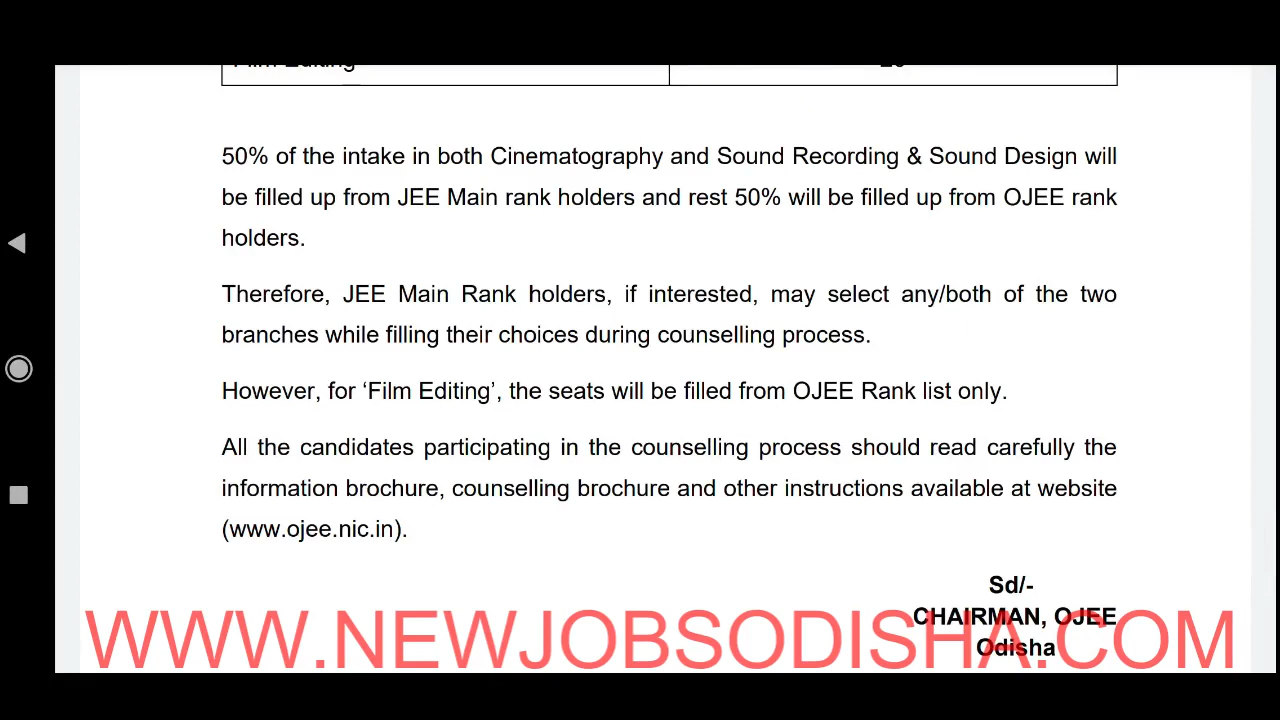 50% of the intake in both Cinematography and Sound Recording & Sound Design will
be filled up from JEE Main rank holders and rest 50% will be filled up from OJEE rank
holders.
Therefore, JEE Main Rank holders, if interested, may select any/both of the two
branches while filling their choices during counselling process.
However, for ‘Film Editing’, the seats will be filled from OJEE Rank list only.
All the candidates participating in the counselling process should read carefully the
information brochure, counselling brochure and other instructions available at website
(www.ojee.nic.in).
Sd/-
CHAIRMAN, OJEE
Odisha
WWW.NEWJOBSODISHA.COM